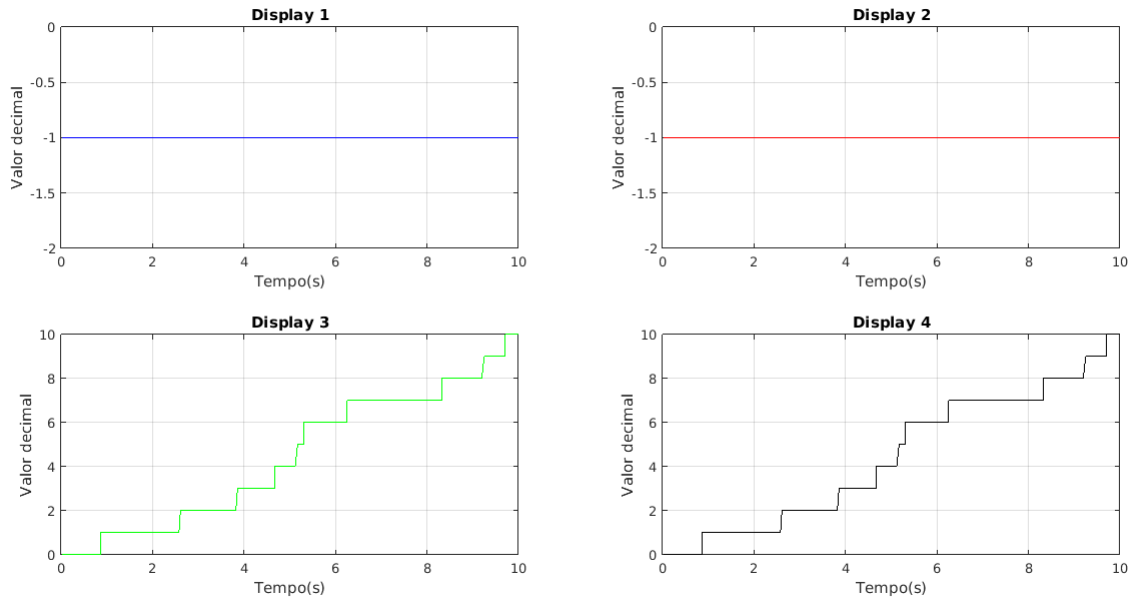 Display 1
Valor decimal
0
-0.5
-1
-1.5
-2
0 2 4 6 8 10
Tempo(s)
Display 2
Valor decimal
0
-0.5
-1
-1.5
-2
0 2 4 6 8 10
Tempo(s)
Display 3
Valor decimal
10
8
6
4
2
0
0 2 4 6 8 10
Tempo(s)
Display 4
Valor decimal
10
8
6
4
2
0
0 2 4 6 8 10
Tempo(s)